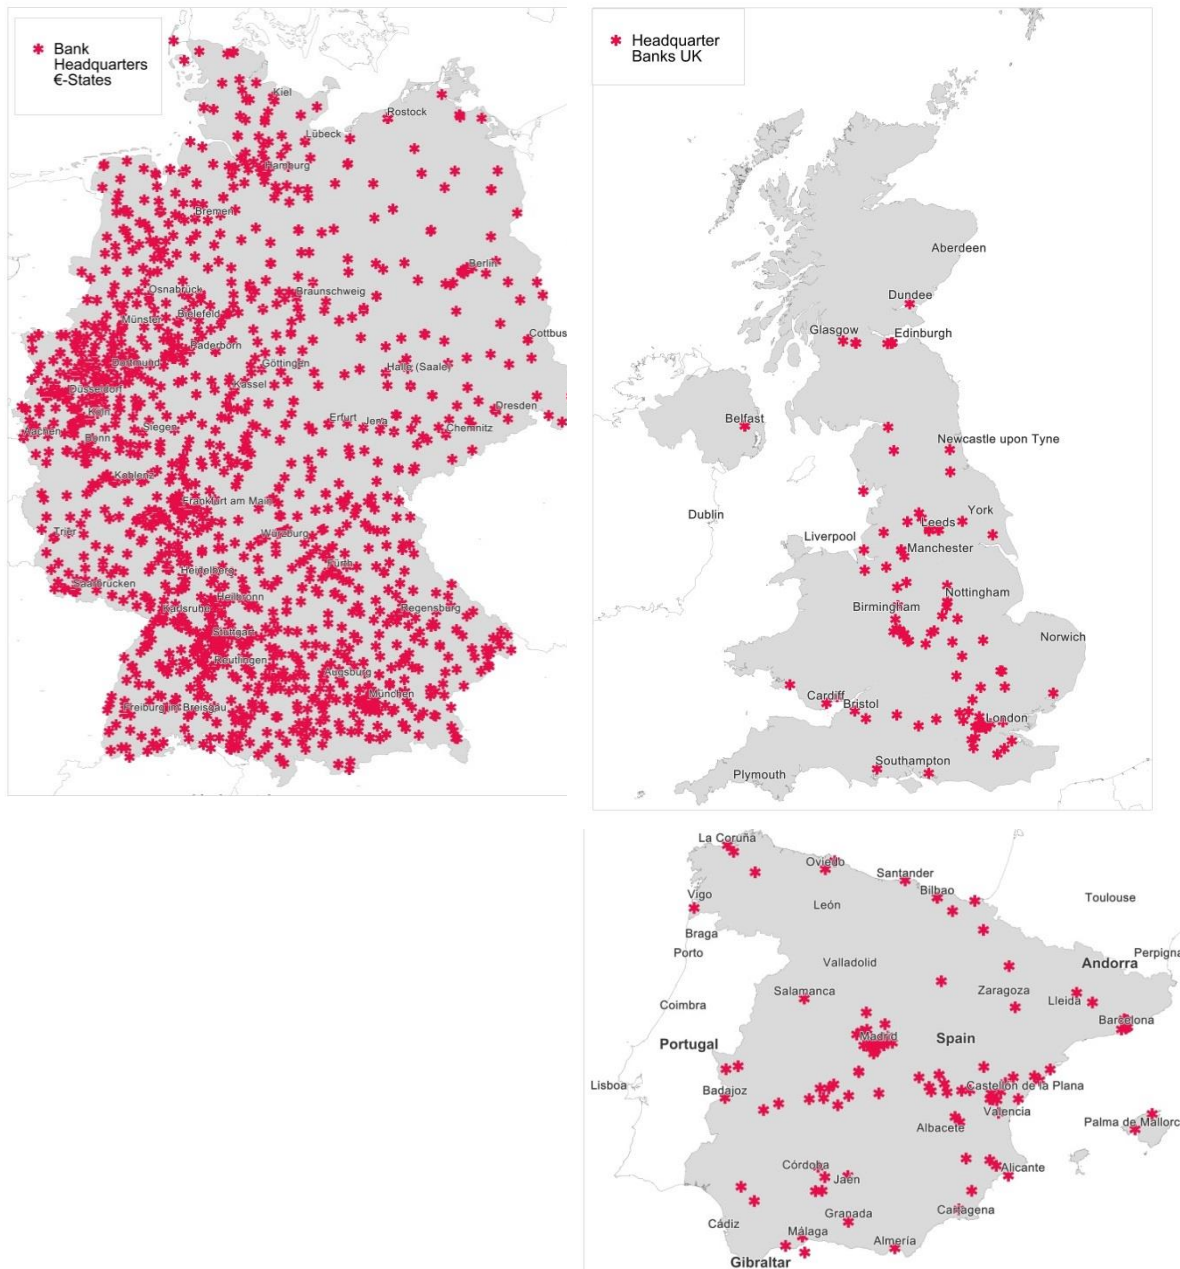 Bank
Headquarters
€-States
Kiel
Rostock
Lübeck
Hamburg
Bremen
Berlin
Osnabrück
Braunschweig
Münster
Bielefeld
Cottbus
Paderborn
Dortmund
Göttingen
Halle (Saale)
Düsseldorf
Kassel
Dresden
Köln
Erfurt
Jena
Chemnitz
Siegen
Aachen
Bonn
Koblenz
Frankfurt am Main
Trier
Würzburg
Fürth
Heidelberg
Saarbrücken
Heilbronn
Karlsruhe
Regensburg
Stuttgart
Reutlingen
Augsburg
München
Freiburg im Breisgau
Headquarter
Banks UK
Aberdeen
Dundee
Glasgow
Edinburgh
Belfast
Newcastle upon Tyne
Dublin
York
Leeds
Liverpool
Manchester
Nottingham
Birmingham
Norwich
Cardiff
Bristol
London
Southampton
Plymouth
La Coruña
Oviedo
Santander
Bilbao
Toulouse
Vigo
León
Braga
Porto
Perpigna
Valladolid
Andorra
Salamanca
Zaragoza
Lleida
Coimbra
Barcelona
Madrid
Spain
Portugal
Lisboa
Badajoz
Castellón de la Plana
Valencia
Albacete
Palma de Mallorc
Córdoba
Alicante
Jaén
Cádiz
Granada
Cartagena
Málaga
Almería
Gibraltar